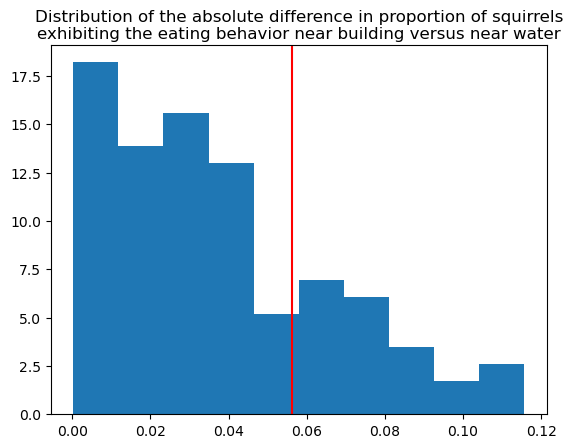 Distribution of the absolute difference in proportion of squirrels
exhibiting the eating behavior near building versus near water
17.5
15.0
12.5
10.0
7.5
5.0
2.5
0.0
0.00 0.02 0.04 0.06 0.08 0.10 0.12